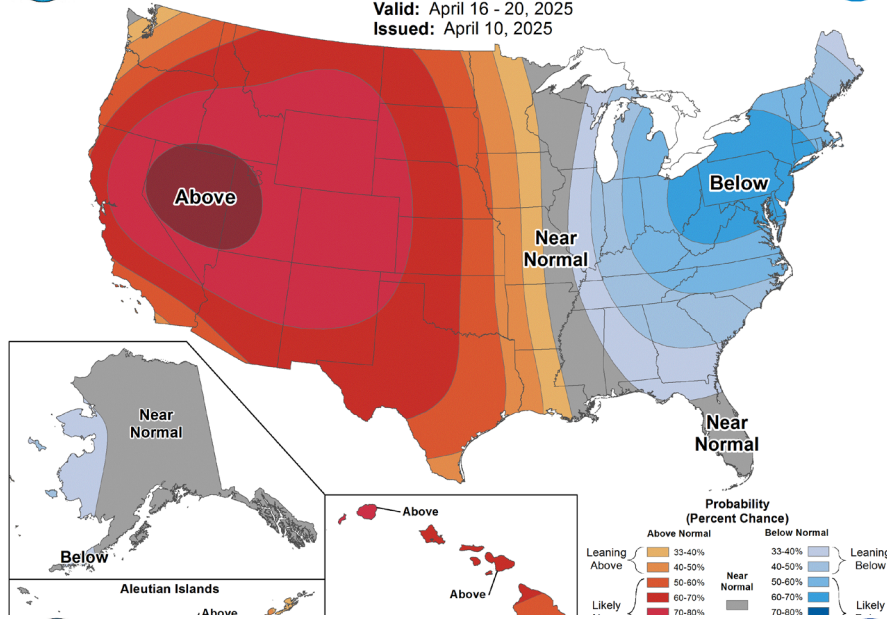 Valid: April 16 - 20, 2025
Issued: April 10, 2025
Above
Near
Normal
Below
Near
Normal
Near
Normal
Below
Aleutian Islands
Above
Above
Above
Probability
(Percent Chance)
Above Normal
Below Normal
Leaning
Above
33-40%
40-50%
50-60%
60-70%
70-80%
Likely
Near
Normal
33-40%
40-50%
50-60%
60-70%
70-80%
Leaning
Below
Likely